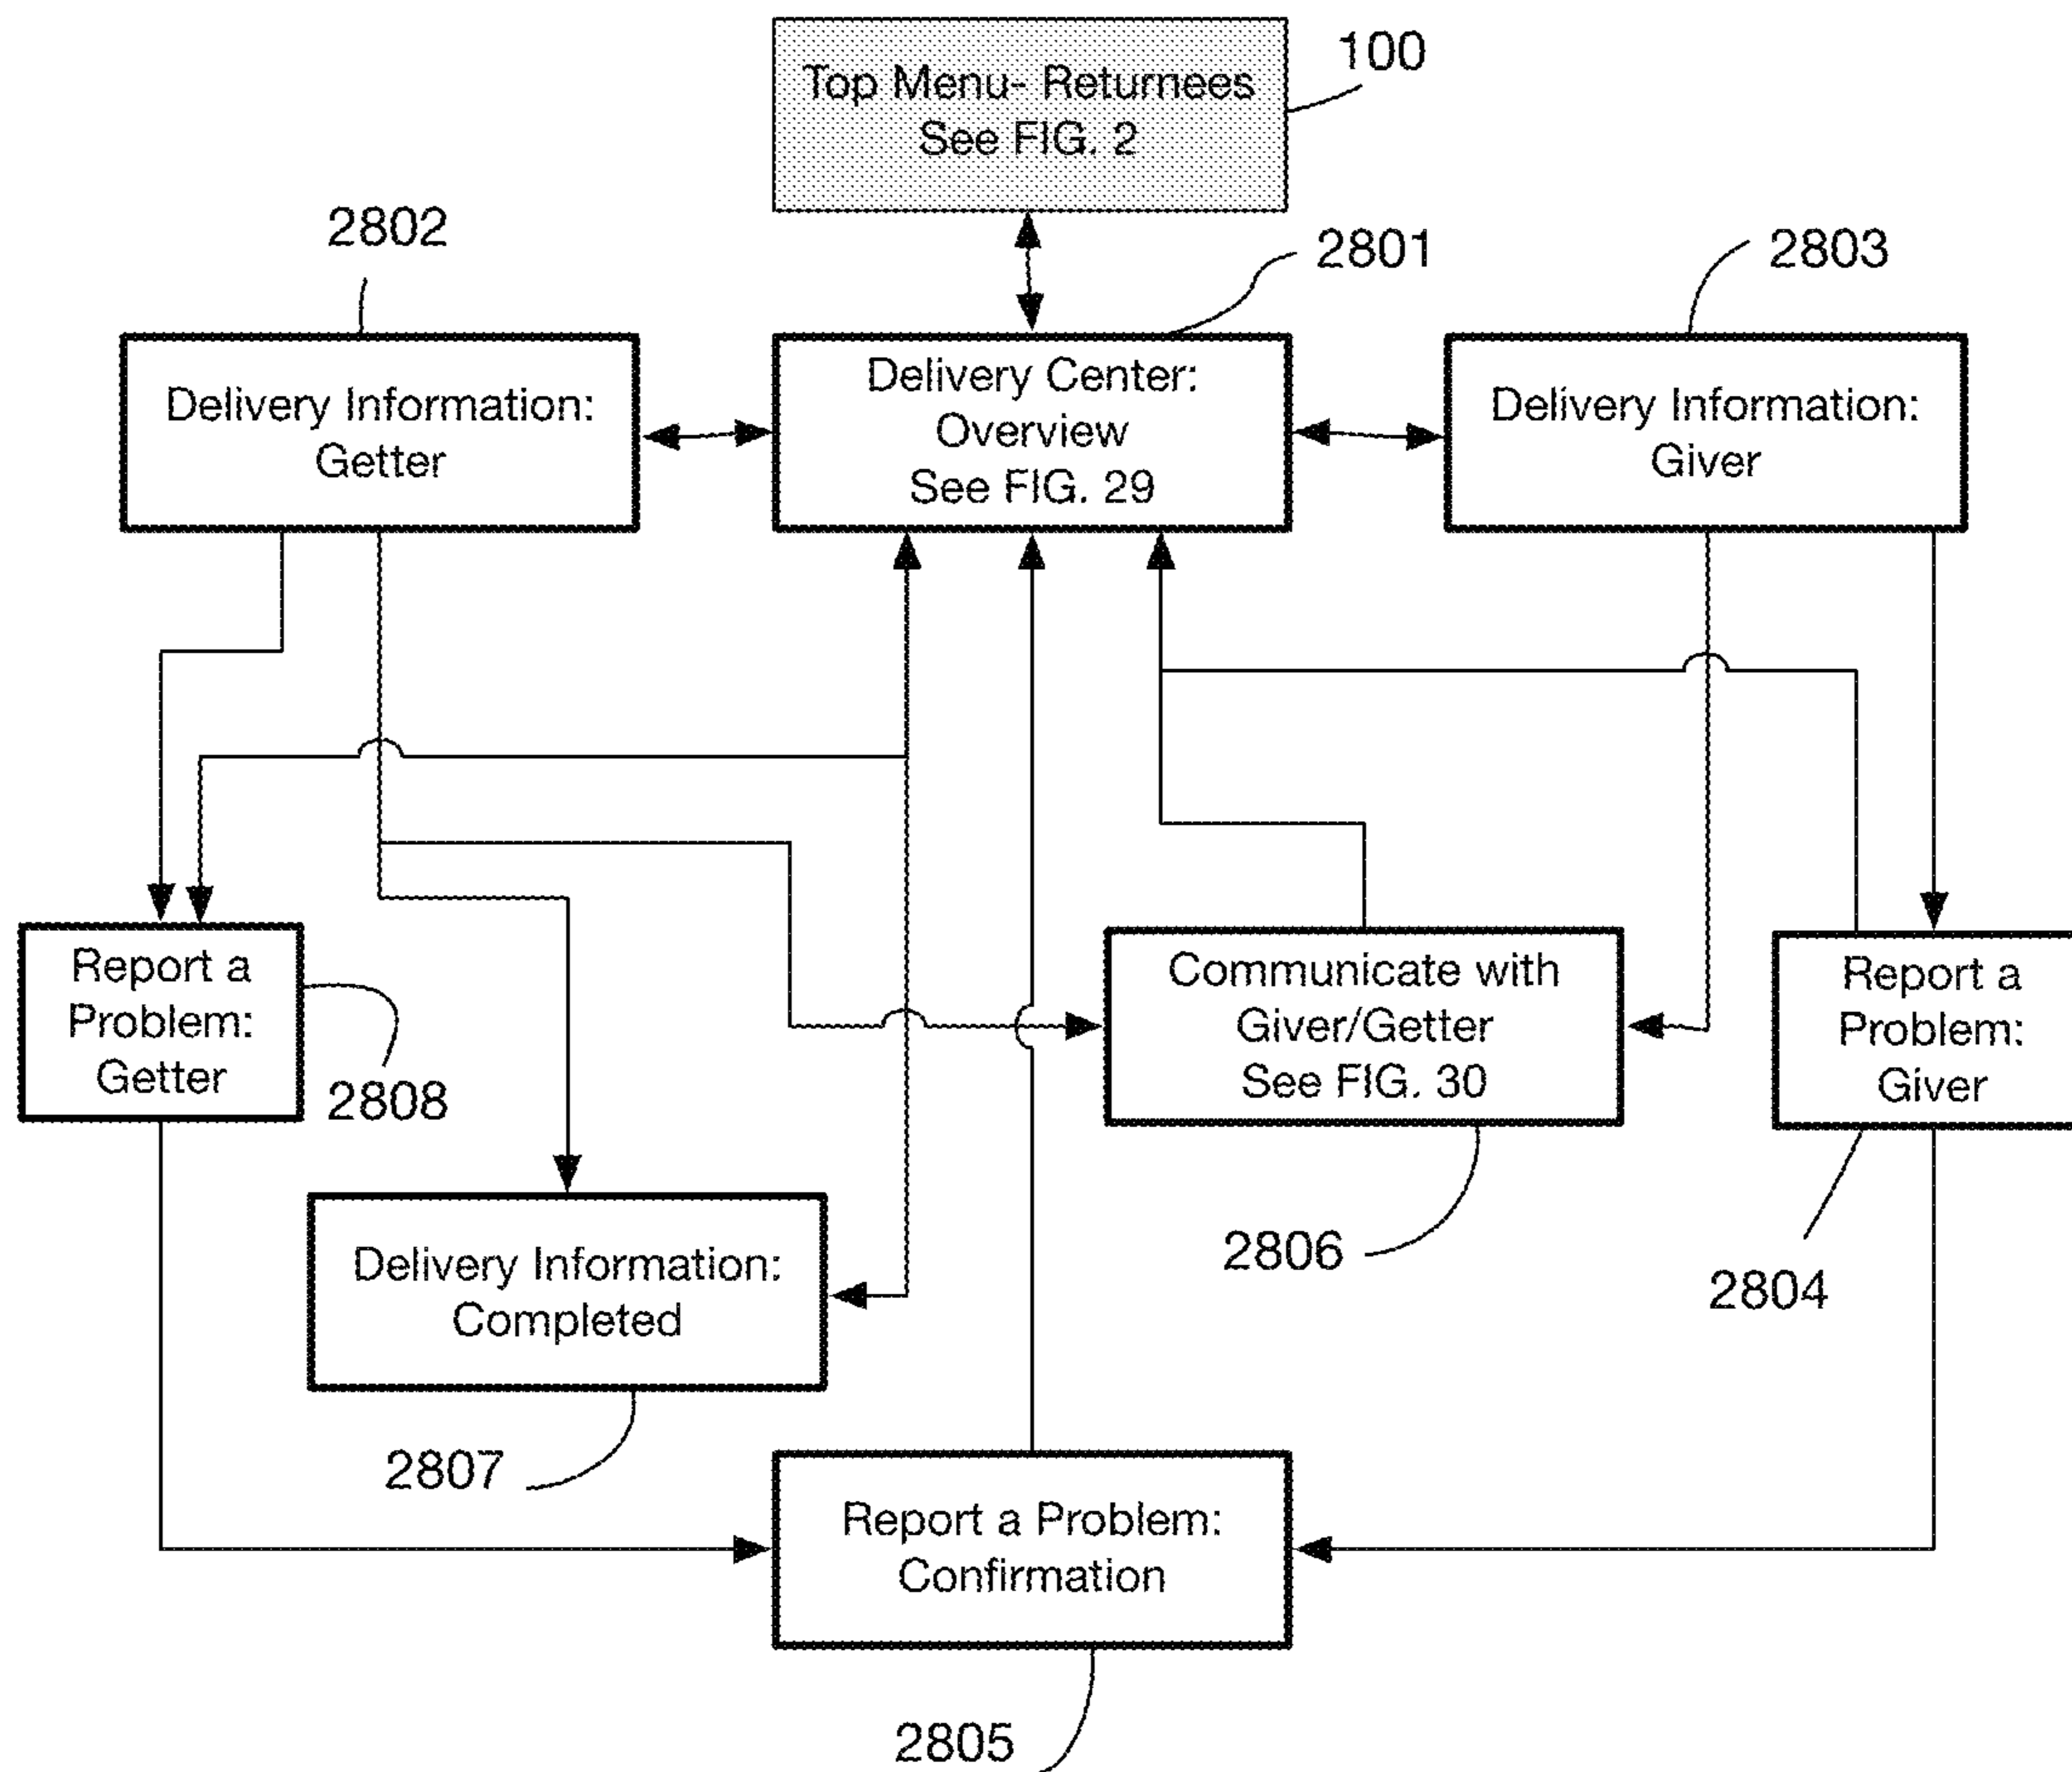 100
Top Menu- Returnees
See FIG. 2
2802
2801
2803
Delivery Information:
Getter
Delivery Center:
Overview
See FIG. 29
Delivery Information:
Giver
Report a
Problem:
Getter
2808
Communicate with
Giver/Getter
See FIG. 30
Report a
Problem:
Giver
2806
2804
Delivery Information:
Completed
2807
Report a Problem:
Confirmation
2805